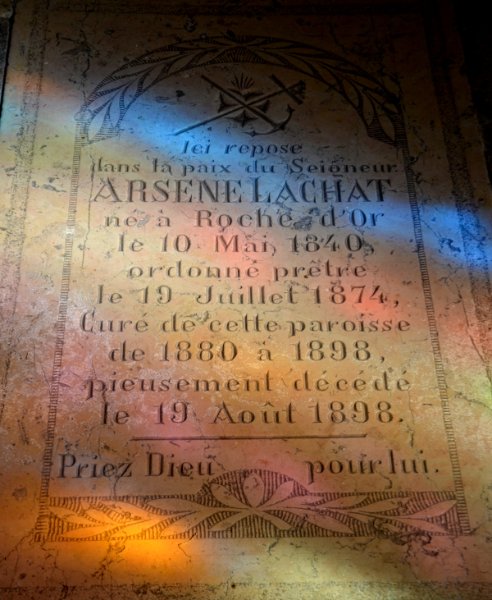 Ici repose
dans la paix du Seigneur
ARSENE LACHAT
né à Roche d'Or
le 10 Mai 1840,
ordonné prêtre
le 19 Juillet 1874,
Curé de cette paroisse
de 1880 à 1898,
pieusement décédé
le 19 Août 1898.
Priez Dieu pour lui.